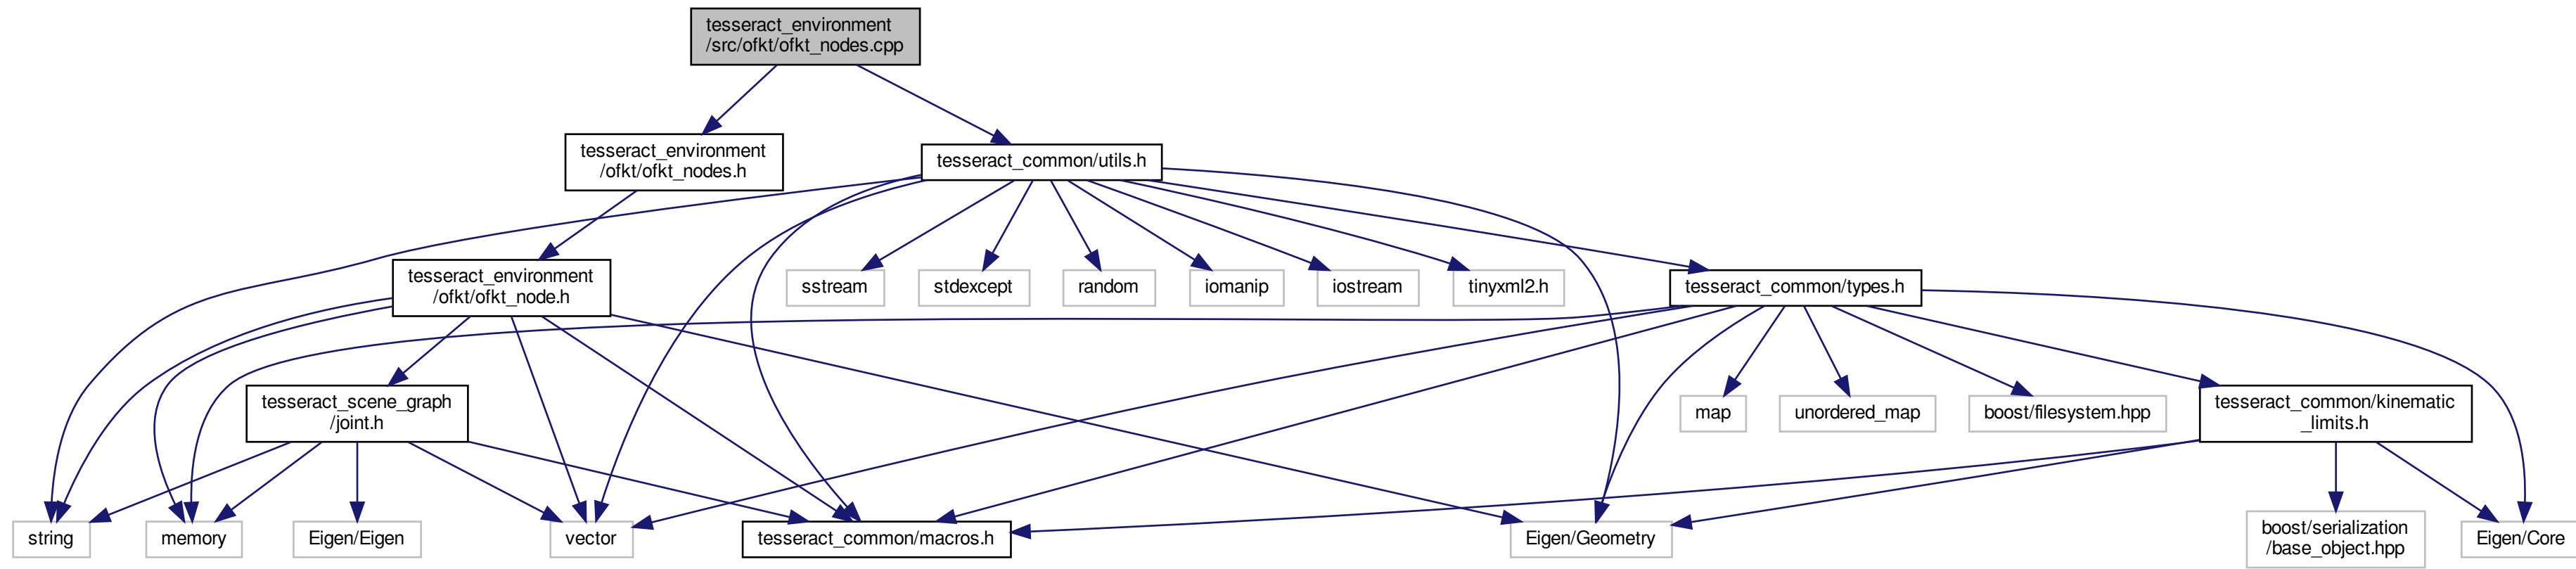 tesseract_environment
/src/ofkt/ofkt_nodes.cpp
tesseract_environment
/ofkt/ofkt_nodes.h
tesseract_common/utils.h
tesseract_environment
/ofkt/ofkt_node.h
sstream
stdexcept
random
iomanip
iostream
tinyxml2.h
tesseract_common/types.h
tesseract_scene_graph
/joint.h
map
unordered_map
boost/filesystem.hpp
tesseract_common/kinematic
_limits.h
string
memory
Eigen/Eigen
vector
tesseract_common/macros.h
Eigen/Geometry
boost/serialization
/base_object.hpp
Eigen/Core